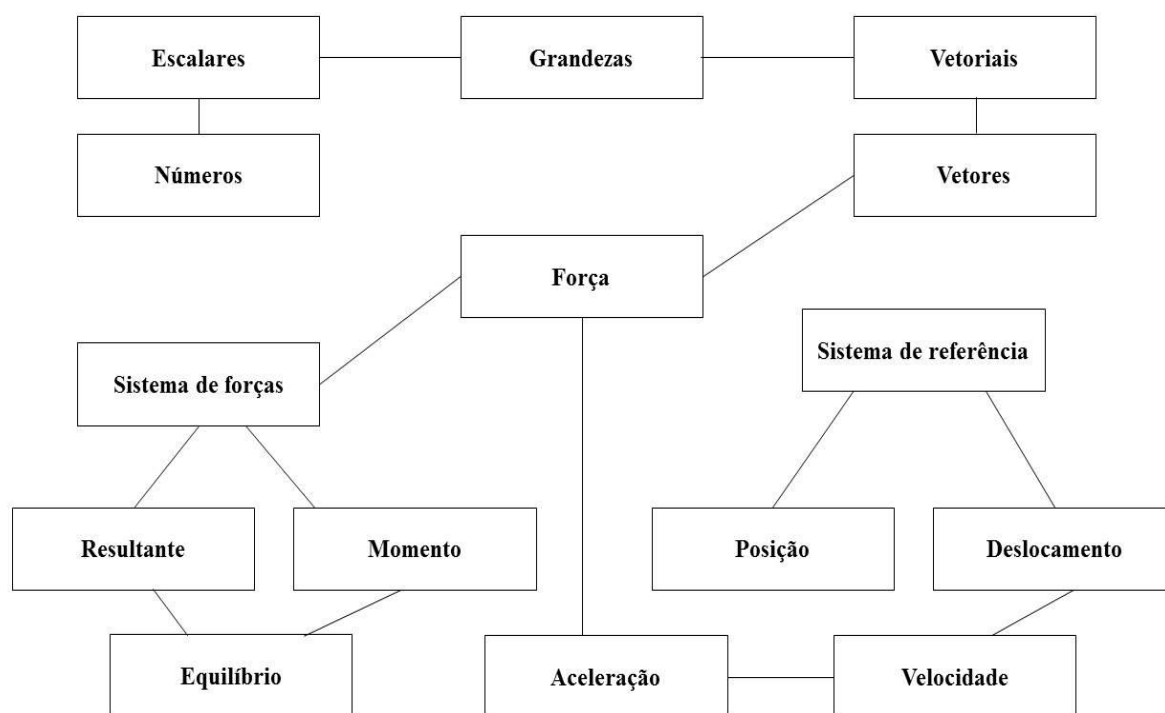 Escalares
Grandezas
Vetoriais
Números
Vetores
Força
Sistema de referência
Sistema de forças
Resultante
Momento
Posição
Deslocamento
Equilíbrio
Aceleração
Velocidade